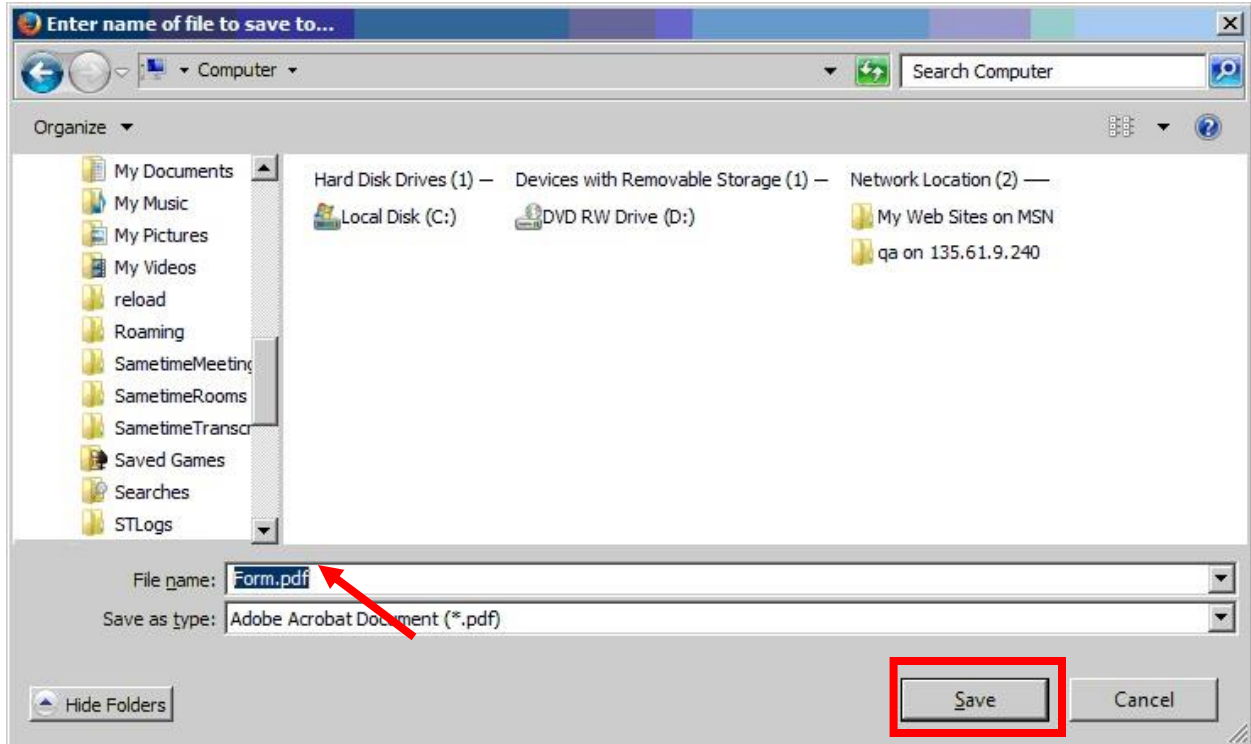 Enter name of file to save to...
Computer
Search Computer
Organize
My Documents
My Music
My Pictures
My Videos
reload
Roaming
SametimeMeeting
SametimeRooms
SametimeTranscr
Saved Games
Searches
STLogs
Hard Disk Drives (1)
Local Disk (C:)
Devices with Removable Storage (1)
DVD RW Drive (D:)
Network Location (2)
My Web Sites on MSN
qa on 135.61.9.240
File name: Form.pdf
Save as type: Adobe Acrobat Document (*.pdf)
Hide Folders
Save
Cancel